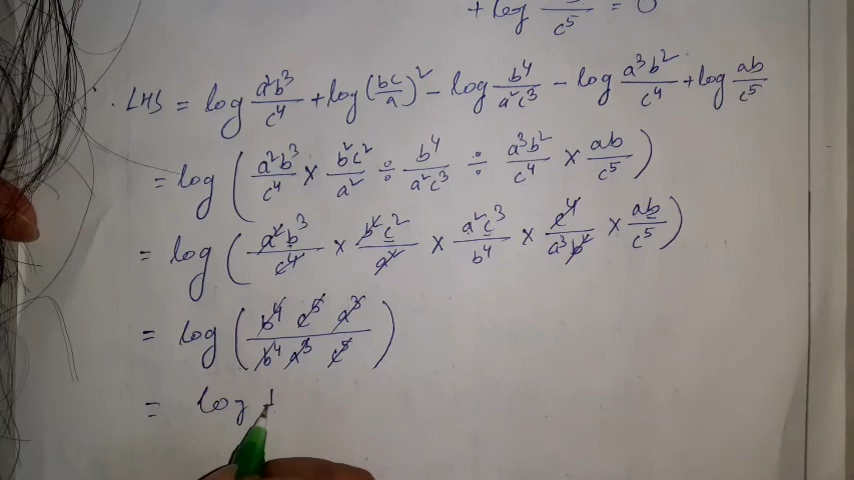 + log /c⁵ = 0
LHS = log a²b³/c⁴ + log (bc/a)² − log b⁴/a²c³ − log a³b²/c⁴ + log ab/c⁵
= log ( a²b³/c⁴ × b²c²/a² ÷ b⁴/a²c³ ÷ a³b²/c⁴ × ab/c⁵ )
= log ( a²b³/c⁴ × b²c²/a² × a²c³/b⁴ × c⁴/a³b² × ab/c⁵ )
= log ( b⁴ c⁵ a³ / b⁴ a³ c⁵ )
= log 1